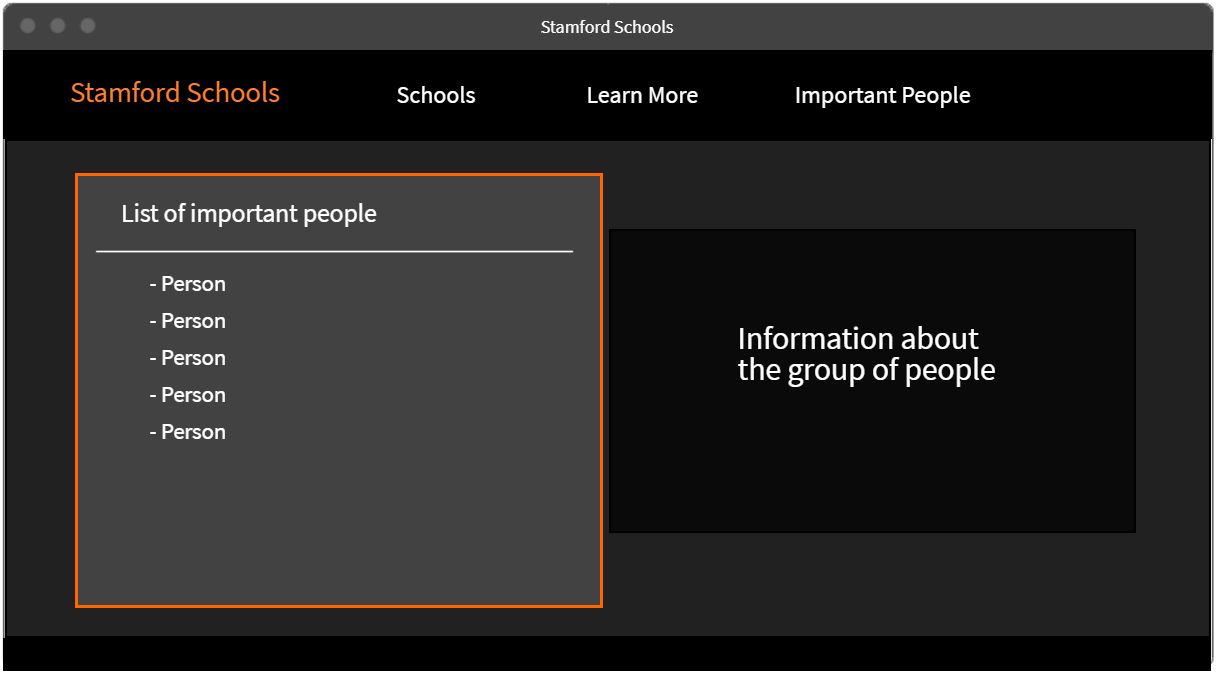 Stamford Schools
Stamford Schools
Schools
Learn More
Important People
List of important people
- Person
- Person
- Person
- Person
- Person
Information about
the group of people